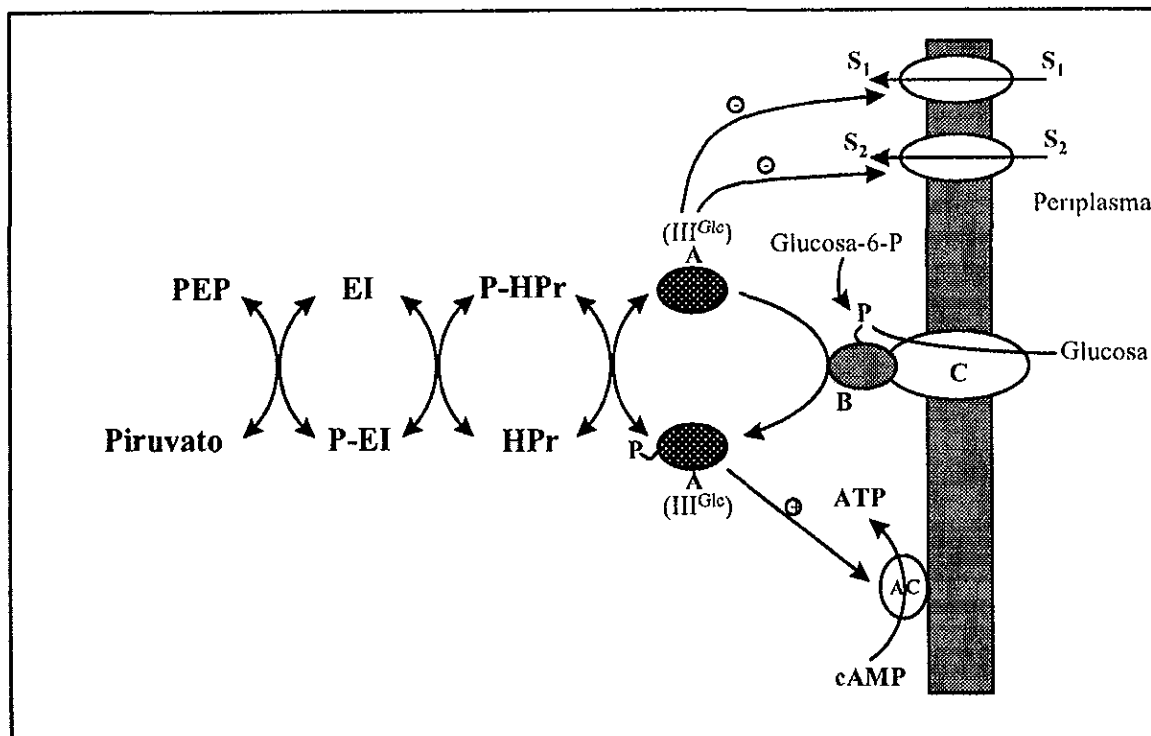 S₁ S₁
⊖
S₂ S₂
⊖
Periplasma
(III^Glc)
A
Glucosa-6-P
PEP EI P-HPr
P
Glucosa
C
B
Piruvato P-EI HPr
P
A
(III^Glc)
ATP
⊕
AC
cAMP